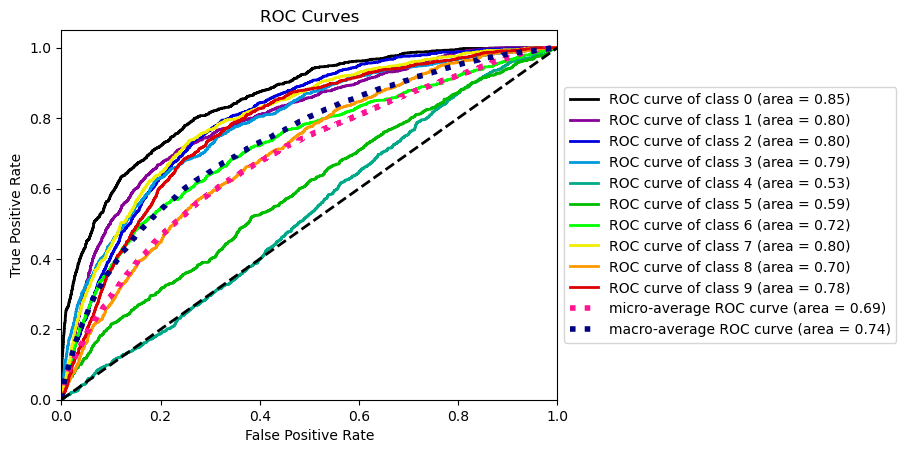 ROC Curves
True Positive Rate
1.0
0.8
0.6
0.4
0.2
0.0
0.0 0.2 0.4 0.6 0.8 1.0
False Positive Rate
ROC curve of class 0 (area = 0.85)
ROC curve of class 1 (area = 0.80)
ROC curve of class 2 (area = 0.80)
ROC curve of class 3 (area = 0.79)
ROC curve of class 4 (area = 0.53)
ROC curve of class 5 (area = 0.59)
ROC curve of class 6 (area = 0.72)
ROC curve of class 7 (area = 0.80)
ROC curve of class 8 (area = 0.70)
ROC curve of class 9 (area = 0.78)
micro-average ROC curve (area = 0.69)
macro-average ROC curve (area = 0.74)